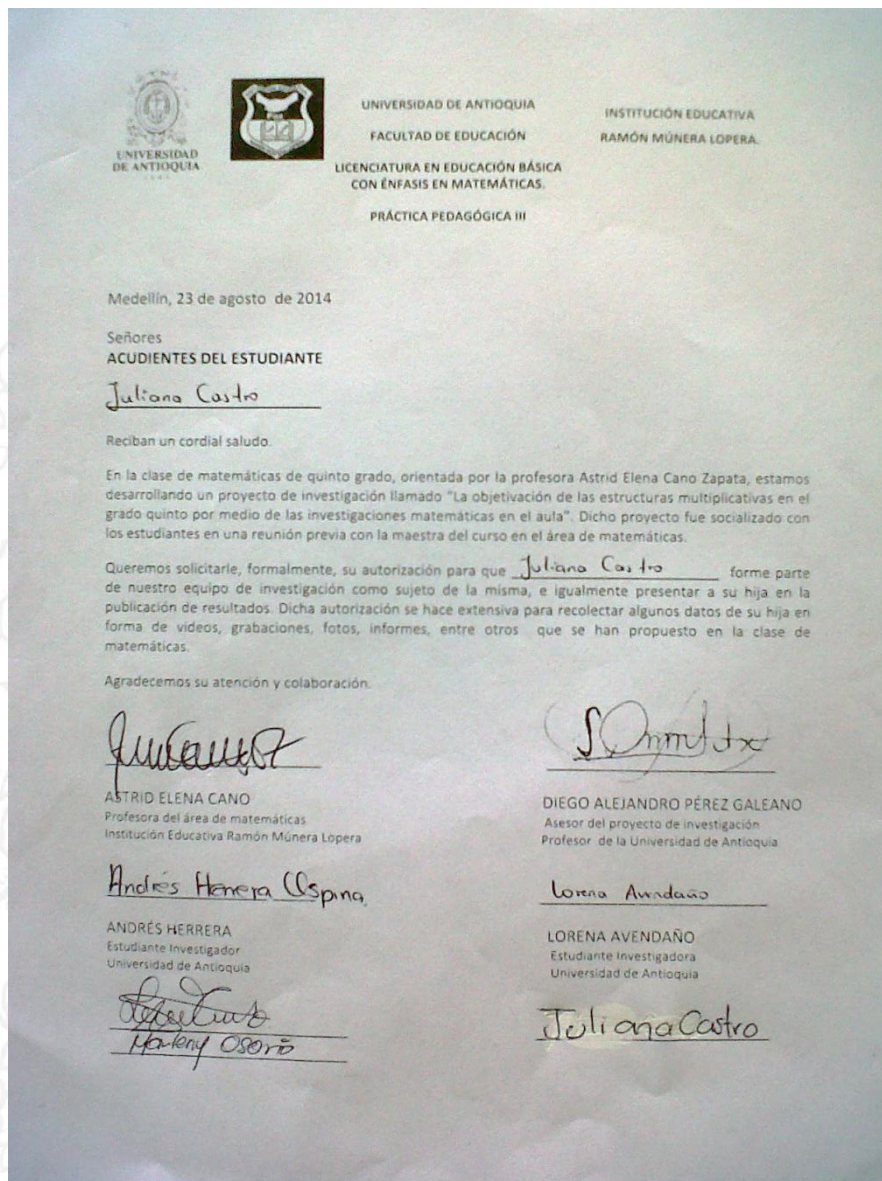 UNIVERSIDAD
DE ANTIOQUIA
UNIVERSIDAD DE ANTIOQUIA
FACULTAD DE EDUCACIÓN
LICENCIATURA EN EDUCACIÓN BÁSICA
CON ÉNFASIS EN MATEMÁTICAS.
PRÁCTICA PEDAGÓGICA III
INSTITUCIÓN EDUCATIVA
RAMÓN MÚNERA LOPERA.
Medellín, 23 de agosto de 2014
Señores
ACUDIENTES DEL ESTUDIANTE
Juliana Castro
Reciban un cordial saludo.
En la clase de matemáticas de quinto grado, orientada por la profesora Astrid Elena Cano Zapata, estamos
desarrollando un proyecto de investigación llamado "La objetivación de las estructuras multiplicativas en el
grado quinto por medio de las investigaciones matemáticas en el aula". Dicho proyecto fue socializado con
los estudiantes en una reunión previa con la maestra del curso en el área de matemáticas.
Queremos solicitarle, formalmente, su autorización para que Juliana Castro forme parte
de nuestro equipo de investigación como sujeto de la misma, e igualmente presentar a su hija en la
publicación de resultados. Dicha autorización se hace extensiva para recolectar algunos datos de su hija en
forma de videos, grabaciones, fotos, informes, entre otros que se han propuesto en la clase de
matemáticas.
Agradecemos su atención y colaboración.
ASTRID ELENA CANO
Profesora del área de matemáticas
Institución Educativa Ramón Múnera Lopera
DIEGO ALEJANDRO PÉREZ GALEANO
Asesor del proyecto de investigación
Profesor de la Universidad de Antioquia
Andrés Herrera Ospina
ANDRÉS HERRERA
Estudiante Investigador
Universidad de Antioquia
Lorena Avendaño
LORENA AVENDAÑO
Estudiante Investigadora
Universidad de Antioquia
Marleny Osorio
Juliana Castro